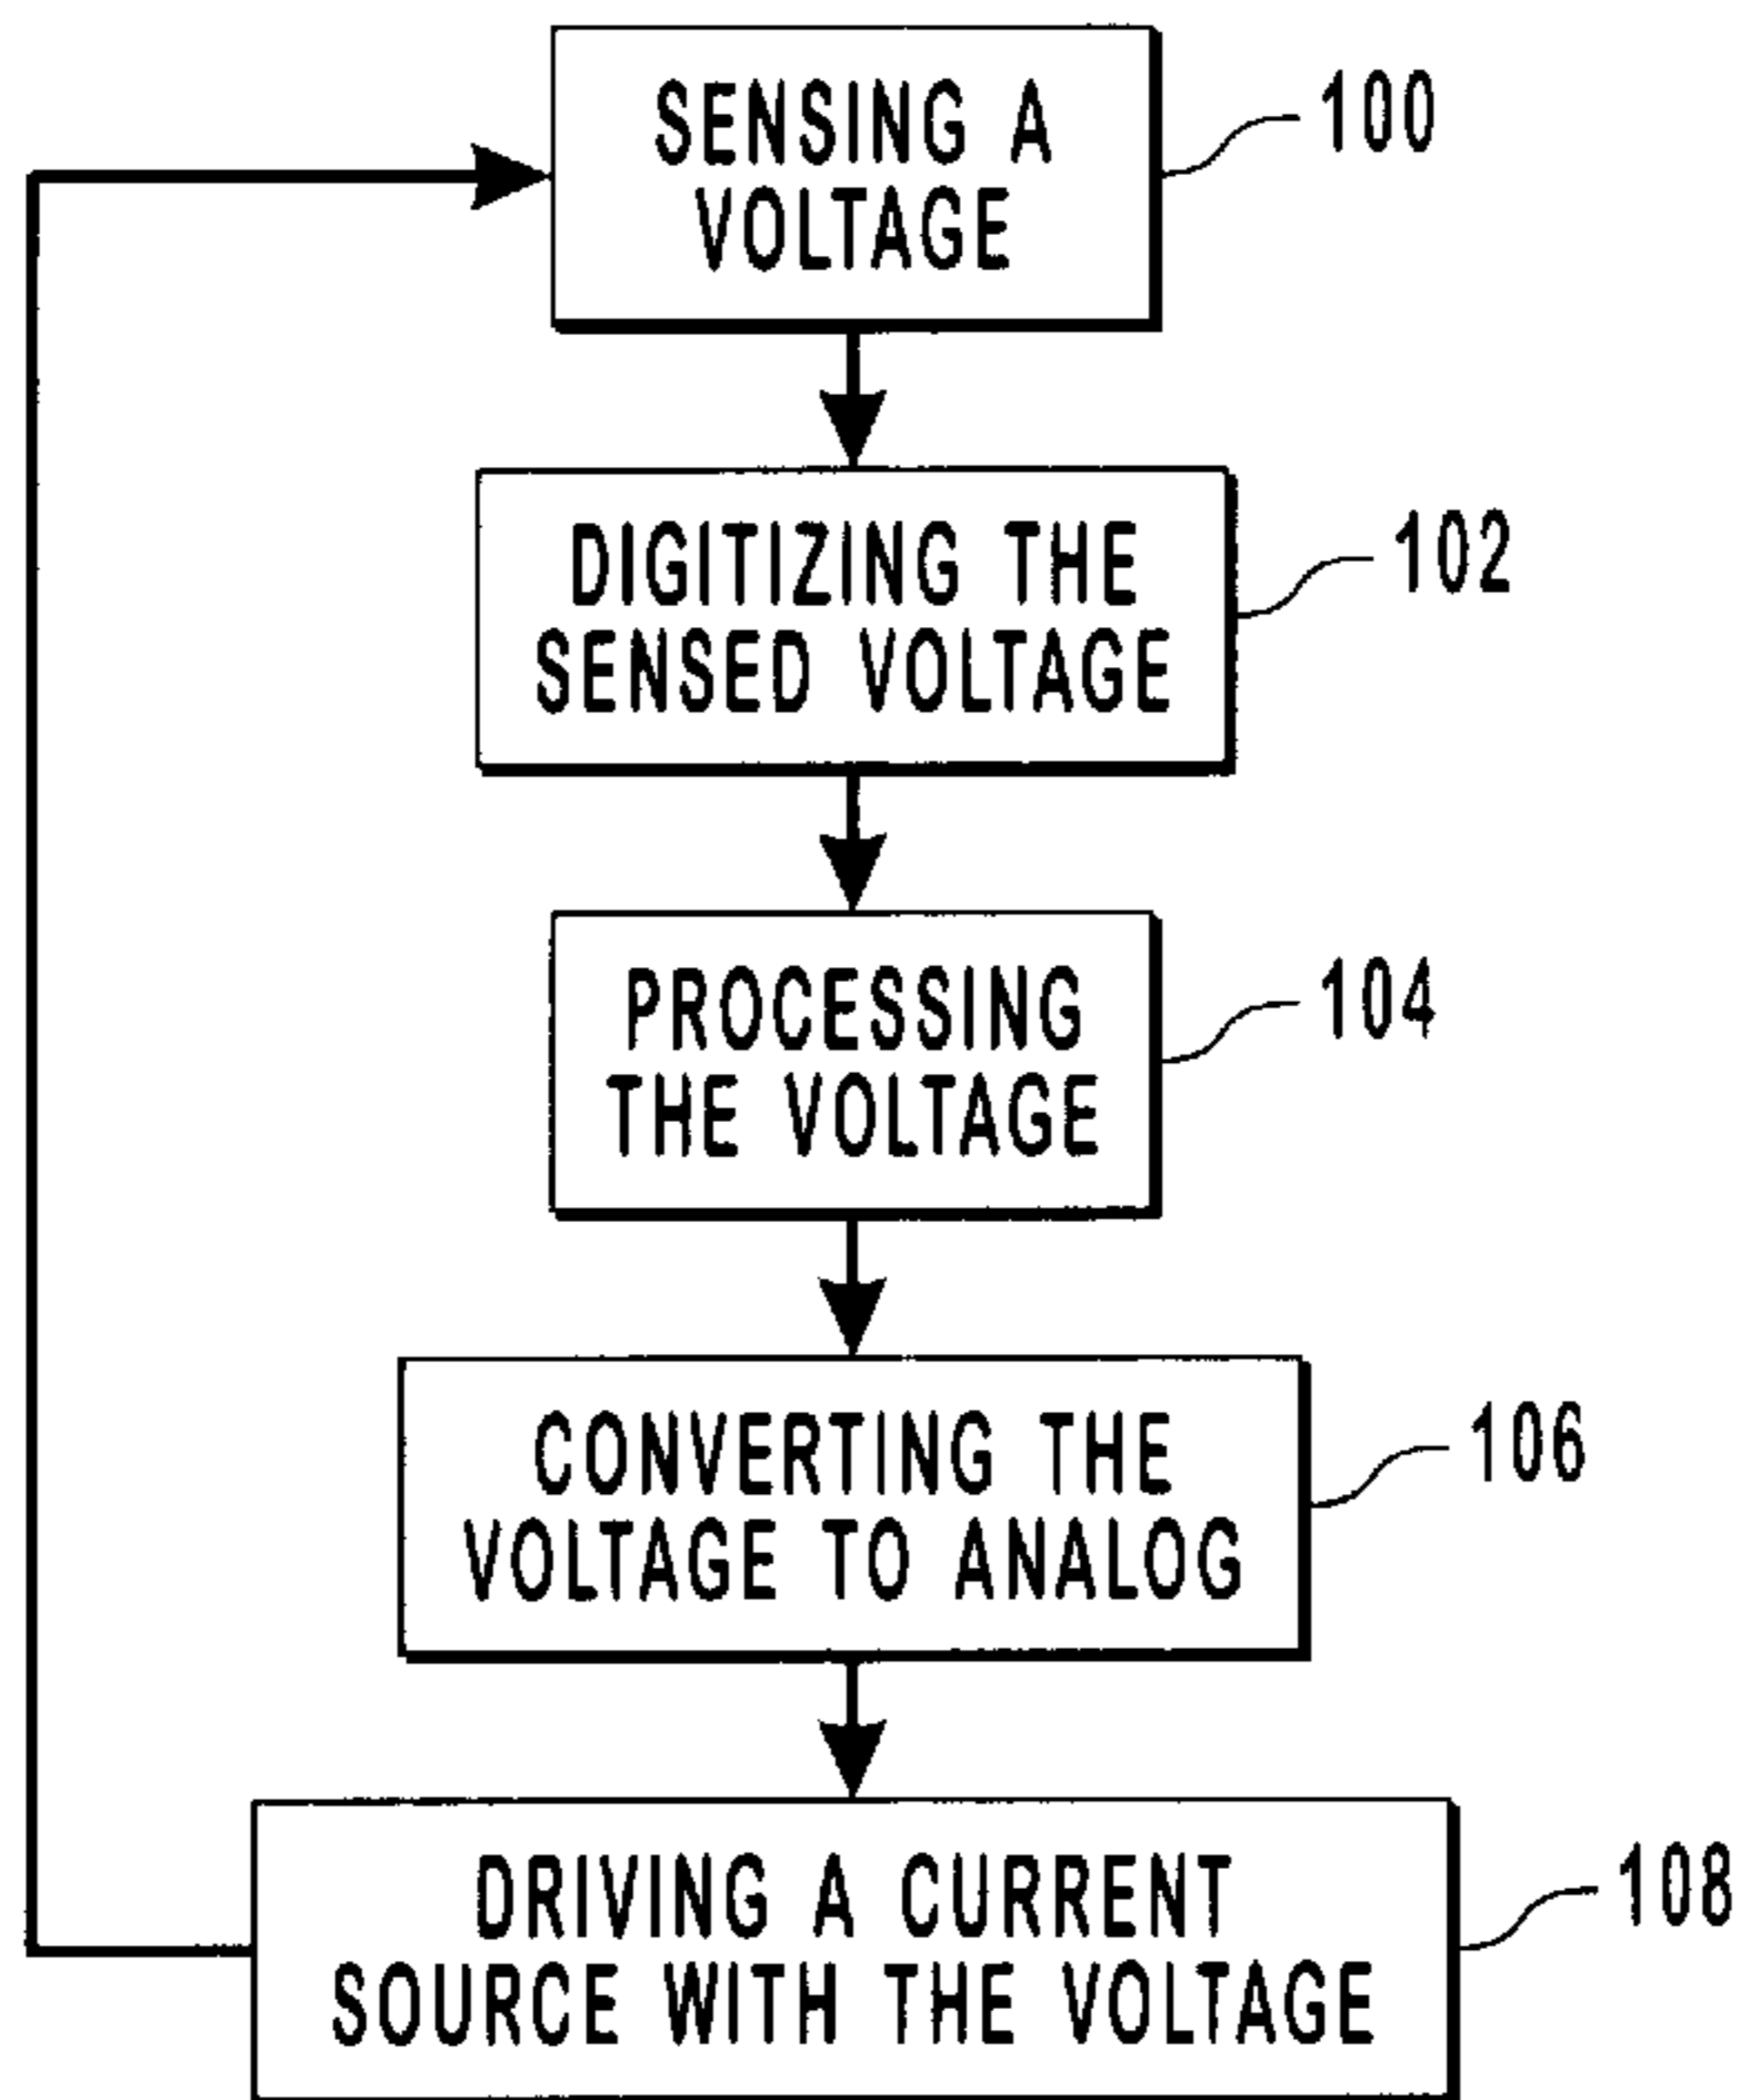 SENSING A
VOLTAGE
100
DIGITIZING THE
SENSED VOLTAGE
102
PROCESSING
THE VOLTAGE
104
CONVERTING THE
VOLTAGE TO ANALOG
106
DRIVING A CURRENT
SOURCE WITH THE VOLTAGE
108